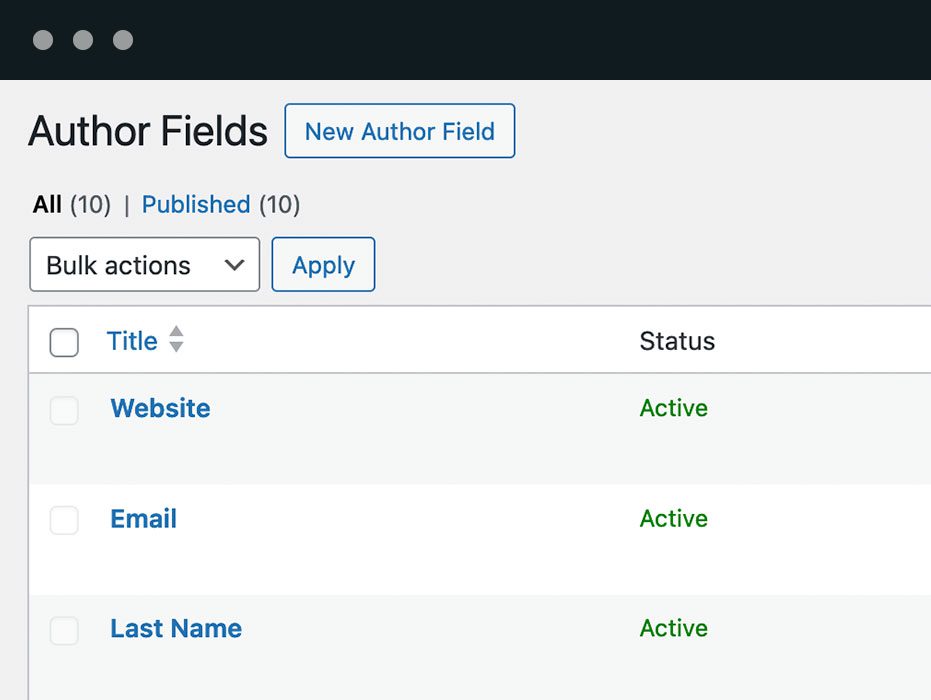 Author Fields New Author Field
All (10) | Published (10)
Bulk actions Apply
Title Status
Website Active
Email Active
Last Name Active